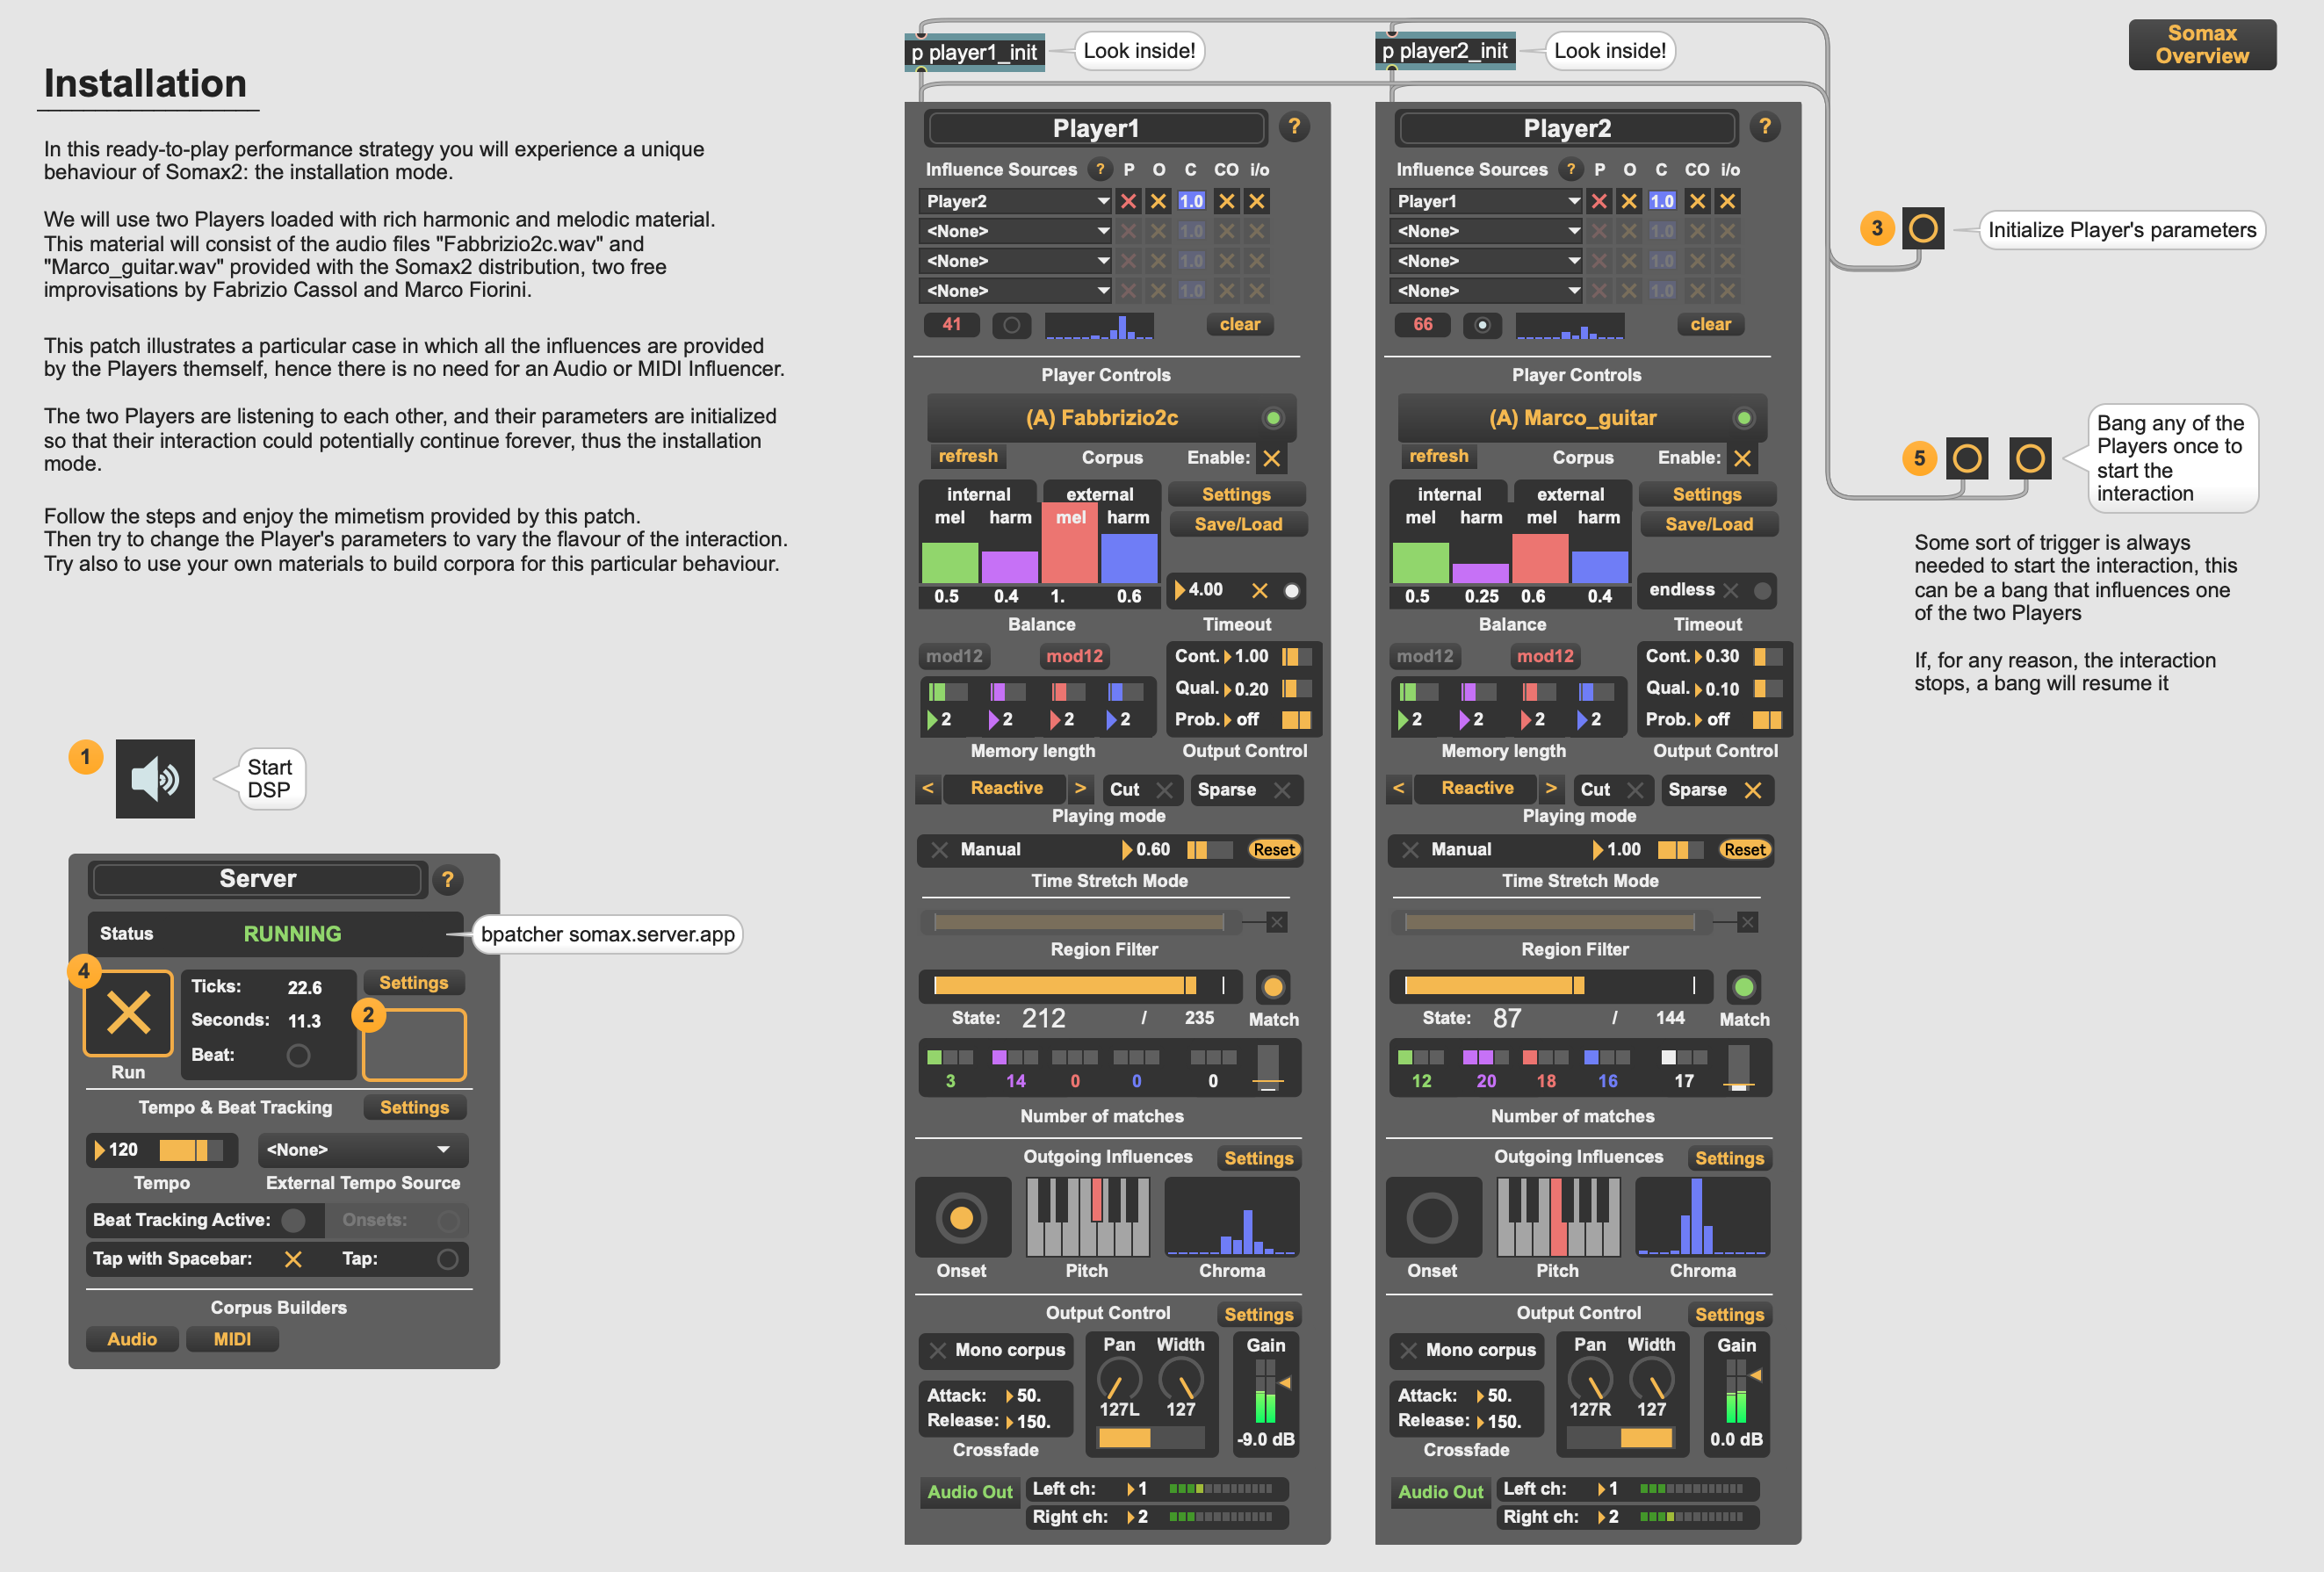 Installation
In this ready-to-play performance strategy you will experience a unique
behaviour of Somax2: the installation mode.
We will use two Players loaded with rich harmonic and melodic material.
This material will consist of the audio files "Fabbrizio2c.wav" and
"Marco_guitar.wav" provided with the Somax2 distribution, two free
improvisations by Fabrizio Cassol and Marco Fiorini.
This patch illustrates a particular case in which all the influences are provided
by the Players themself, hence there is no need for an Audio or MIDI Influencer.
The two Players are listening to each other, and their parameters are initialized
so that their interaction could potentially continue forever, thus the installation
mode.
Follow the steps and enjoy the mimetism provided by this patch.
Then try to change the Player's parameters to vary the flavour of the interaction.
Try also to use your own materials to build corpora for this particular behaviour.
1
Start
DSP
Server ?
Status RUNNING
bpatcher somax.server.app
4
Run
Ticks: 22.6
Seconds: 11.3
Beat:
Settings
2
Tempo & Beat Tracking Settings
120 <None>
Tempo External Tempo Source
Beat Tracking Active: Onsets:
Tap with Spacebar: Tap:
Corpus Builders
Audio MIDI
p player1_init Look inside!
Player1 ?
Influence Sources ? P O C CO i/o
Player2 1.0
<None> 1.0
<None> 1.0
<None> 1.0
41 clear
Player Controls
(A) Fabbrizio2c
refresh Corpus Enable:
internal external Settings
mel harm mel harm Save/Load
0.5 0.4 1. 0.6 4.00
Balance Timeout
mod12 mod12 Cont. 1.00
Qual. 0.20
2 2 2 2 Prob. off
Memory length Output Control
< Reactive > Cut Sparse
Playing mode
Manual 0.60 Reset
Time Stretch Mode
Region Filter
State: 212 / 235 Match
3 14 0 0 0
Number of matches
Outgoing Influences Settings
Onset Pitch Chroma
Output Control Settings
Mono corpus Pan Width Gain
Attack: 50.
Release: 150. 127L 127
Crossfade -9.0 dB
Audio Out Left ch: 1
Right ch: 2
p player2_init Look inside!
Player2 ?
Influence Sources ? P O C CO i/o
Player1 1.0
<None> 1.0
<None> 1.0
<None> 1.0
66 clear
Player Controls
(A) Marco_guitar
refresh Corpus Enable:
internal external Settings
mel harm mel harm Save/Load
0.5 0.25 0.6 0.4 endless
Balance Timeout
mod12 mod12 Cont. 0.30
Qual. 0.10
2 2 2 2 Prob. off
Memory length Output Control
< Reactive > Cut Sparse
Playing mode
Manual 1.00 Reset
Time Stretch Mode
Region Filter
State: 87 / 144 Match
12 20 18 16 17
Number of matches
Outgoing Influences Settings
Onset Pitch Chroma
Output Control Settings
Mono corpus Pan Width Gain
Attack: 50.
Release: 150. 127R 127
Crossfade 0.0 dB
Audio Out Left ch: 1
Right ch: 2
Somax
Overview
3 Initialize Player's parameters
5
Bang any of the
Players once to
start the
interaction
Some sort of trigger is always
needed to start the interaction, this
can be a bang that influences one
of the two Players
If, for any reason, the interaction
stops, a bang will resume it